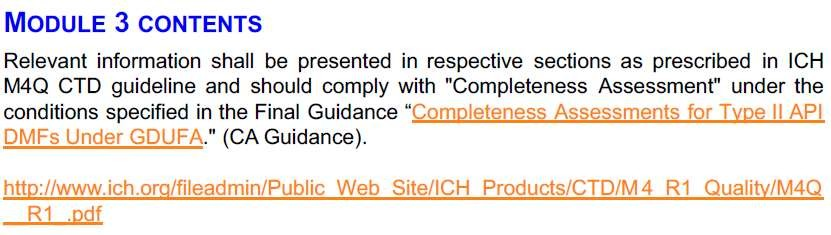 MODULE 3 CONTENTS
Relevant information shall be presented in respective sections as prescribed in ICH
M4Q CTD guideline and should comply with "Completeness Assessment" under the
conditions specified in the Final Guidance “Completeness Assessments for Type II API
DMFs Under GDUFA." (CA Guidance).
http://www.ich.org/fileadmin/Public_Web_Site/ICH_Products/CTD/M4_R1_Quality/M4Q
__R1_.pdf